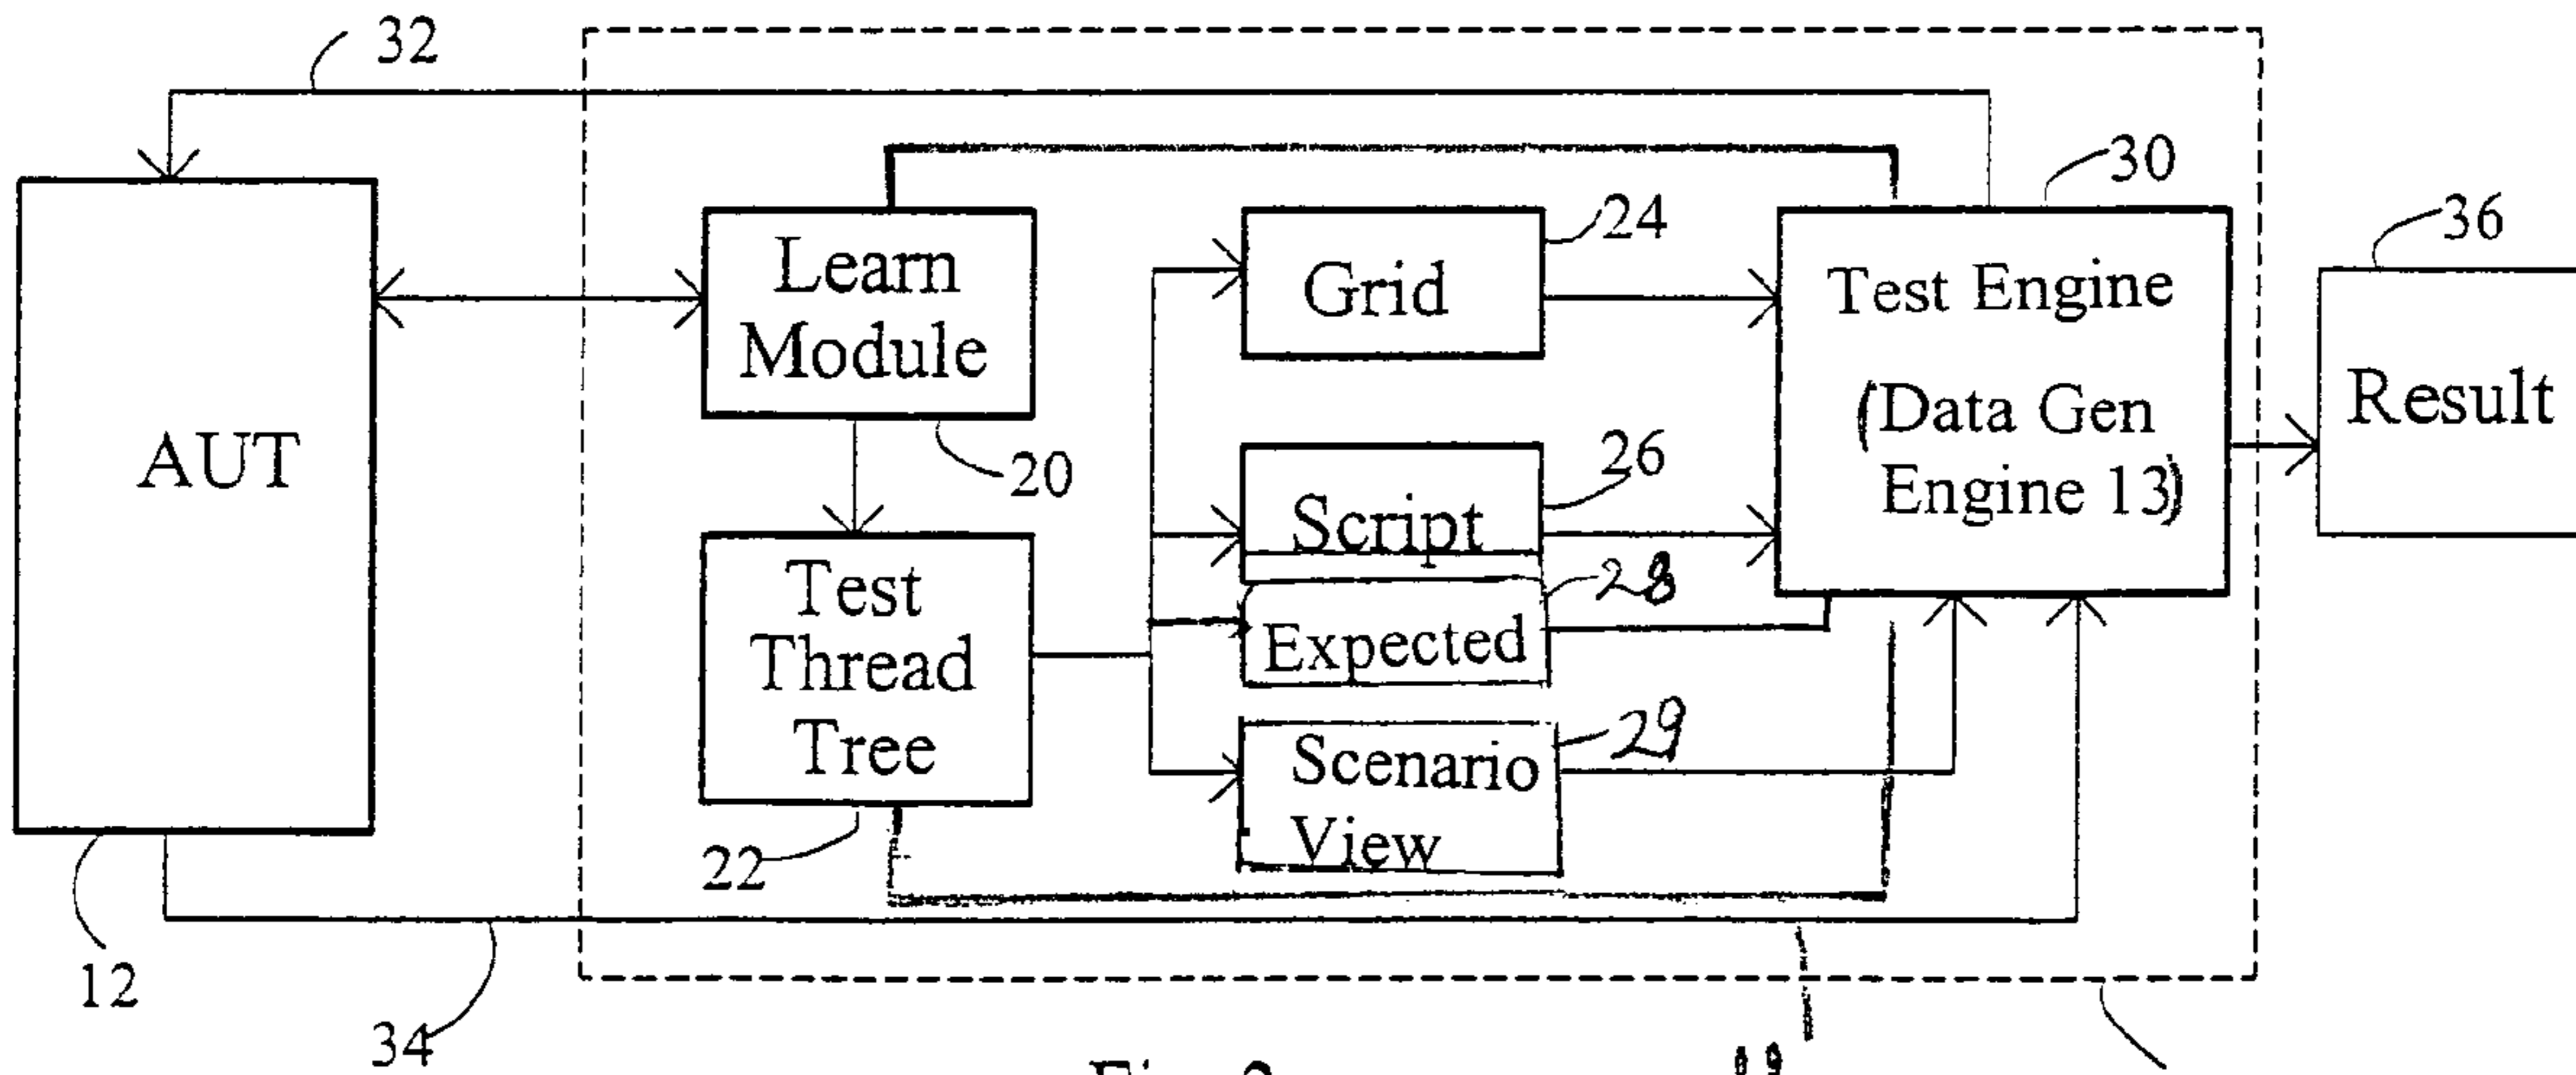 32
30
24
36
Learn
Module
Grid
Test Engine
(Data Gen
Engine 13)
Result
AUT
20
26
Script
28
Test
Thread
Tree
Expected
29
Scenario
View
22
12
34